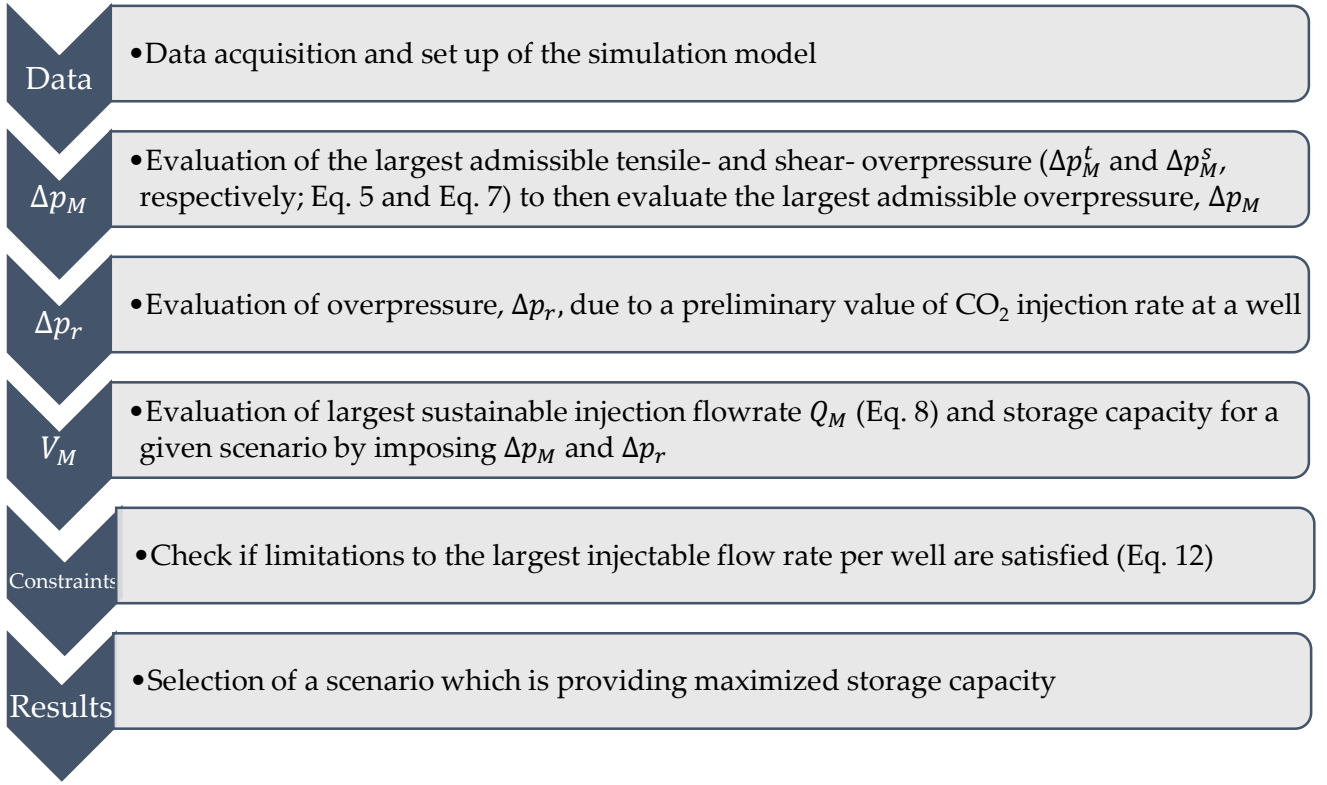 Data
•Data acquisition and set up of the simulation model
Δp_M
•Evaluation of the largest admissible tensile- and shear- overpressure (Δp_M^t and Δp_M^s,
respectively; Eq. 5 and Eq. 7) to then evaluate the largest admissible overpressure, Δp_M
Δp_r
•Evaluation of overpressure, Δp_r, due to a preliminary value of CO₂ injection rate at a well
V_M
•Evaluation of largest sustainable injection flowrate Q_M (Eq. 8) and storage capacity for a
given scenario by imposing Δp_M and Δp_r
Constraints
•Check if limitations to the largest injectable flow rate per well are satisfied (Eq. 12)
Results
•Selection of a scenario which is providing maximized storage capacity